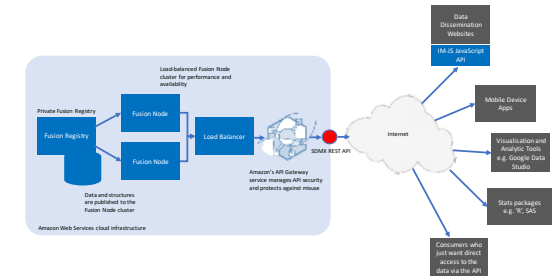 Data
Dissemination
Websites
IM-JS JavaScript
API
Load-balanced Fusion Node
cluster for performance and
availability
Private Fusion Registry
Fusion Node
Mobile Device
Apps
Fusion Registry
Load Balancer
Internet
SDMX REST API
Fusion Node
Visualisation and
Analytic Tools
e.g. Google Data
Studio
Amazon's API Gateway
service manages API security
and protects against misuse
Data and structures
are published to the
Fusion Node cluster
Stats packages
e.g. 'R', SAS
Amazon Web Services cloud infrastructure
Consumers who
just want direct
access to the
data via the API